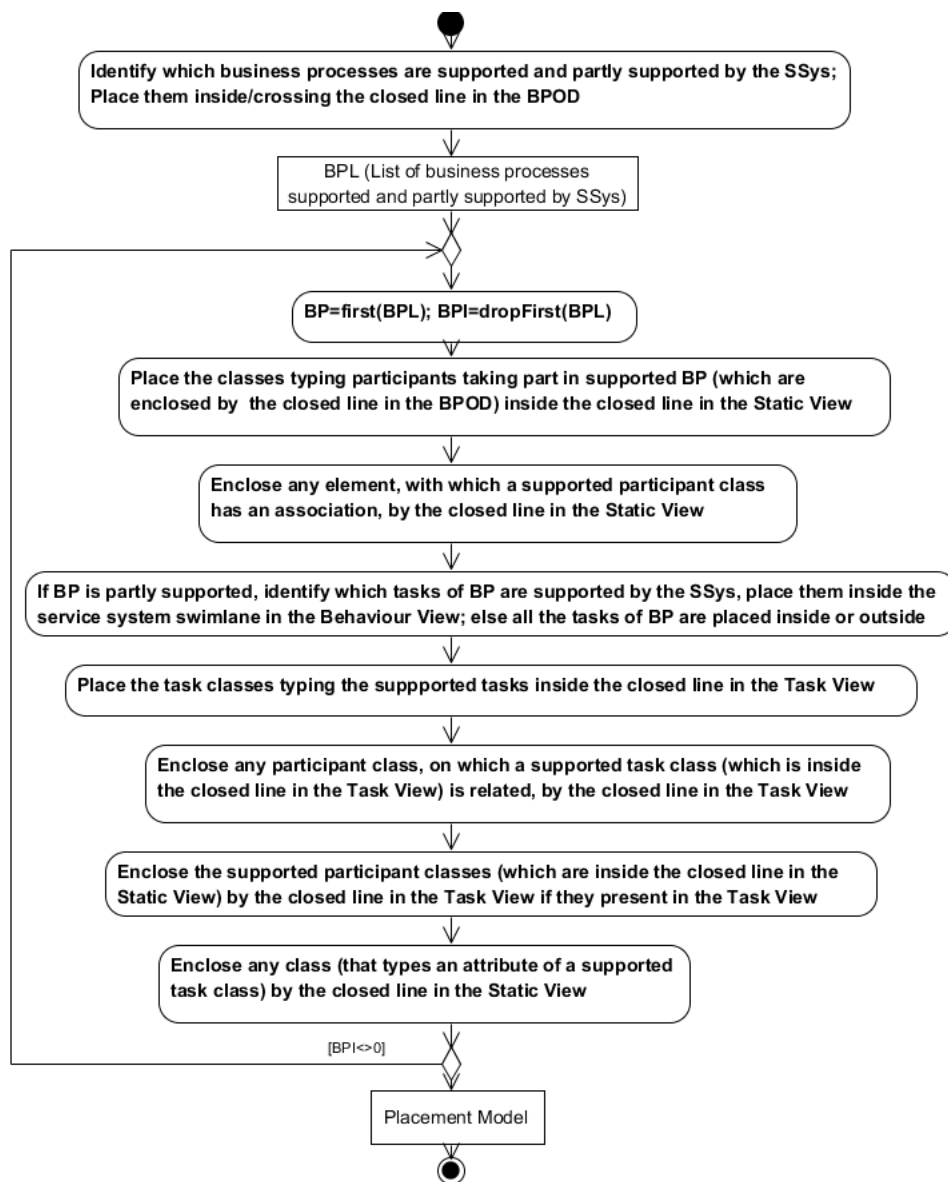 Identify which business processes are supported and partly supported by the SSys;
Place them inside/crossing the closed line in the BPOD
BPL (List of business processes
supported and partly supported by SSys)
BP=first(BPL); BPI=dropFirst(BPL)
Place the classes typing participants taking part in supported BP (which are
enclosed by the closed line in the BPOD) inside the closed line in the Static View
Enclose any element, with which a supported participant class
has an association, by the closed line in the Static View
If BP is partly supported, identify which tasks of BP are supported by the SSys, place them inside the
service system swimlane in the Behaviour View; else all the tasks of BP are placed inside or outside
Place the task classes typing the suppported tasks inside the closed line in the Task View
Enclose any participant class, on which a supported task class (which is inside
the closed line in the Task View) is related, by the closed line in the Task View
Enclose the supported participant classes (which are inside the closed line in the
Static View) by the closed line in the Task View if they present in the Task View
Enclose any class (that types an attribute of a supported
task class) by the closed line in the Static View
[BPI<>0]
Placement Model